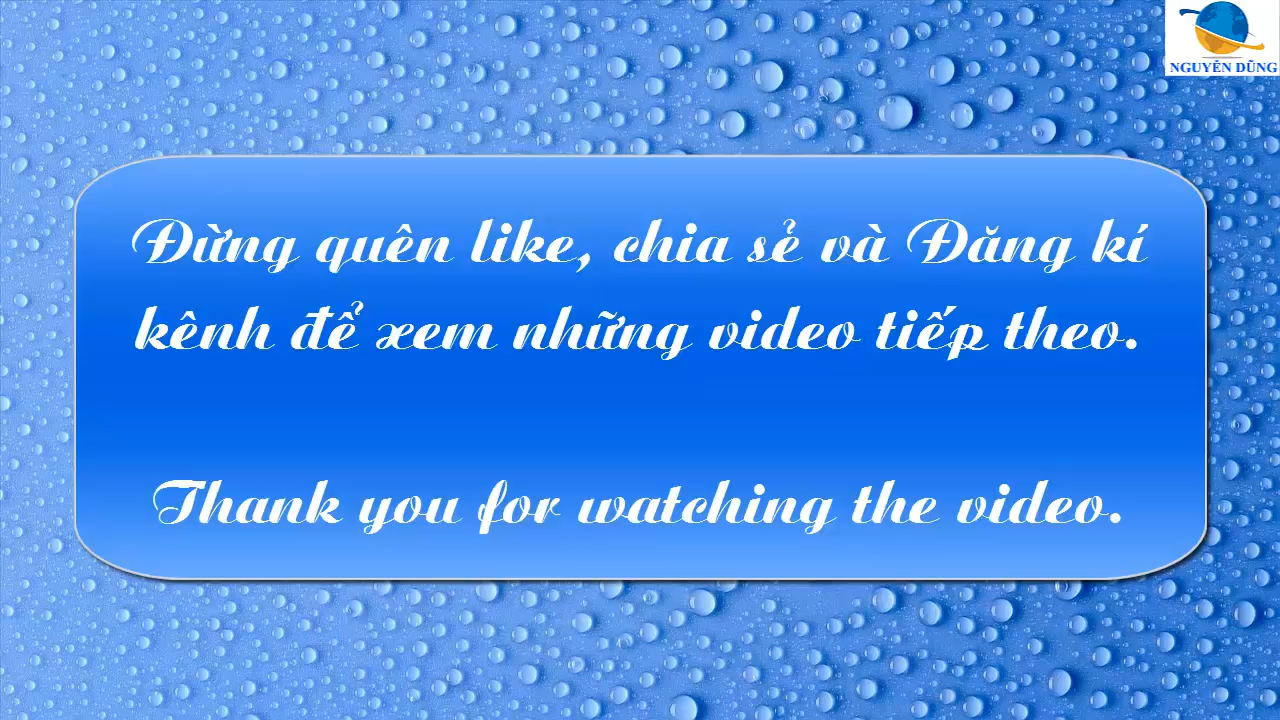 NGUYỄN DŨNG
Đừng quên like, chia sẻ và Đăng kí
kênh để xem những video tiếp theo.
Thank you for watching the video.